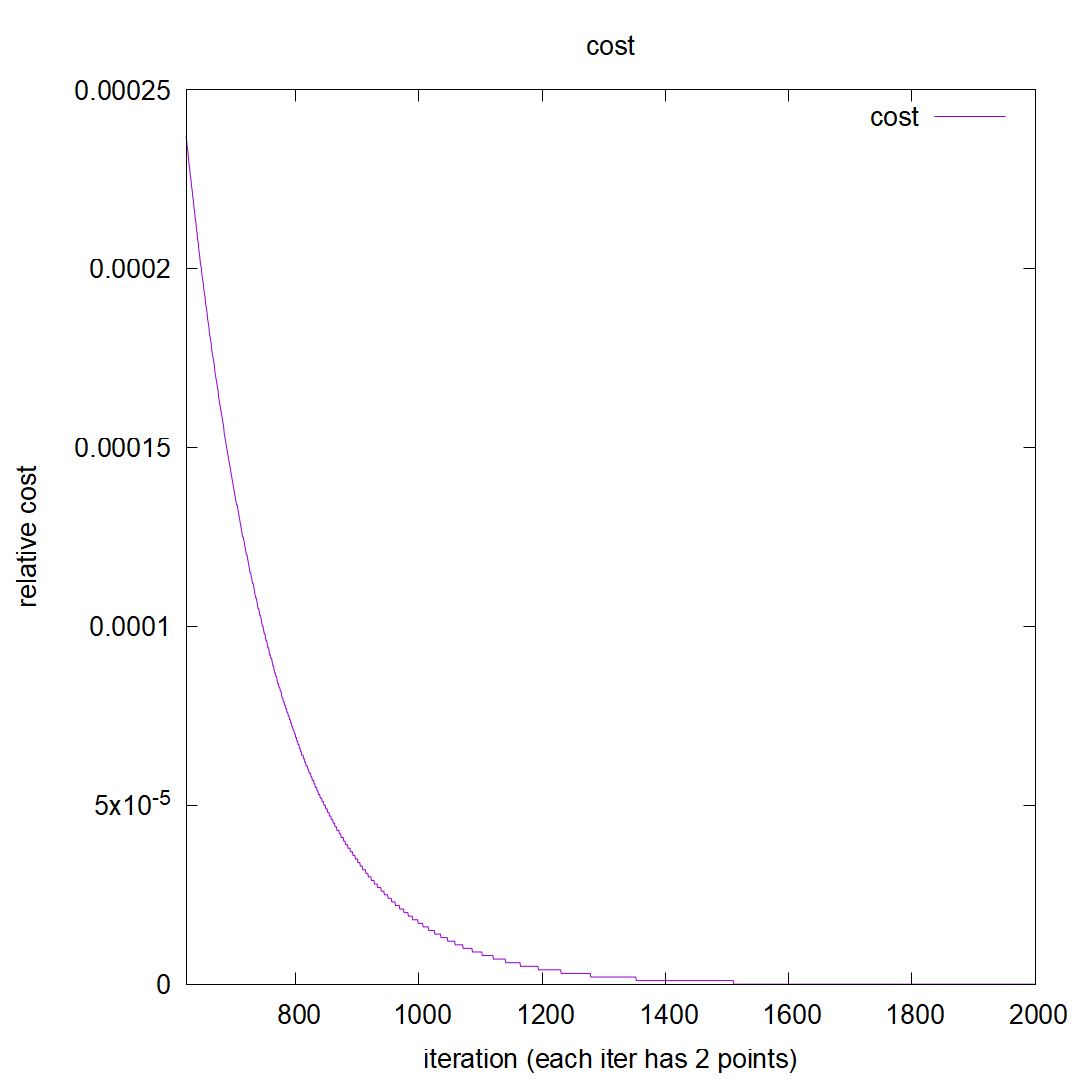 cost
0.00025
cost
0.0002
0.00015
relative cost
0.0001
5x10⁻⁵
0
800 1000 1200 1400 1600 1800 2000
iteration (each iter has 2 points)